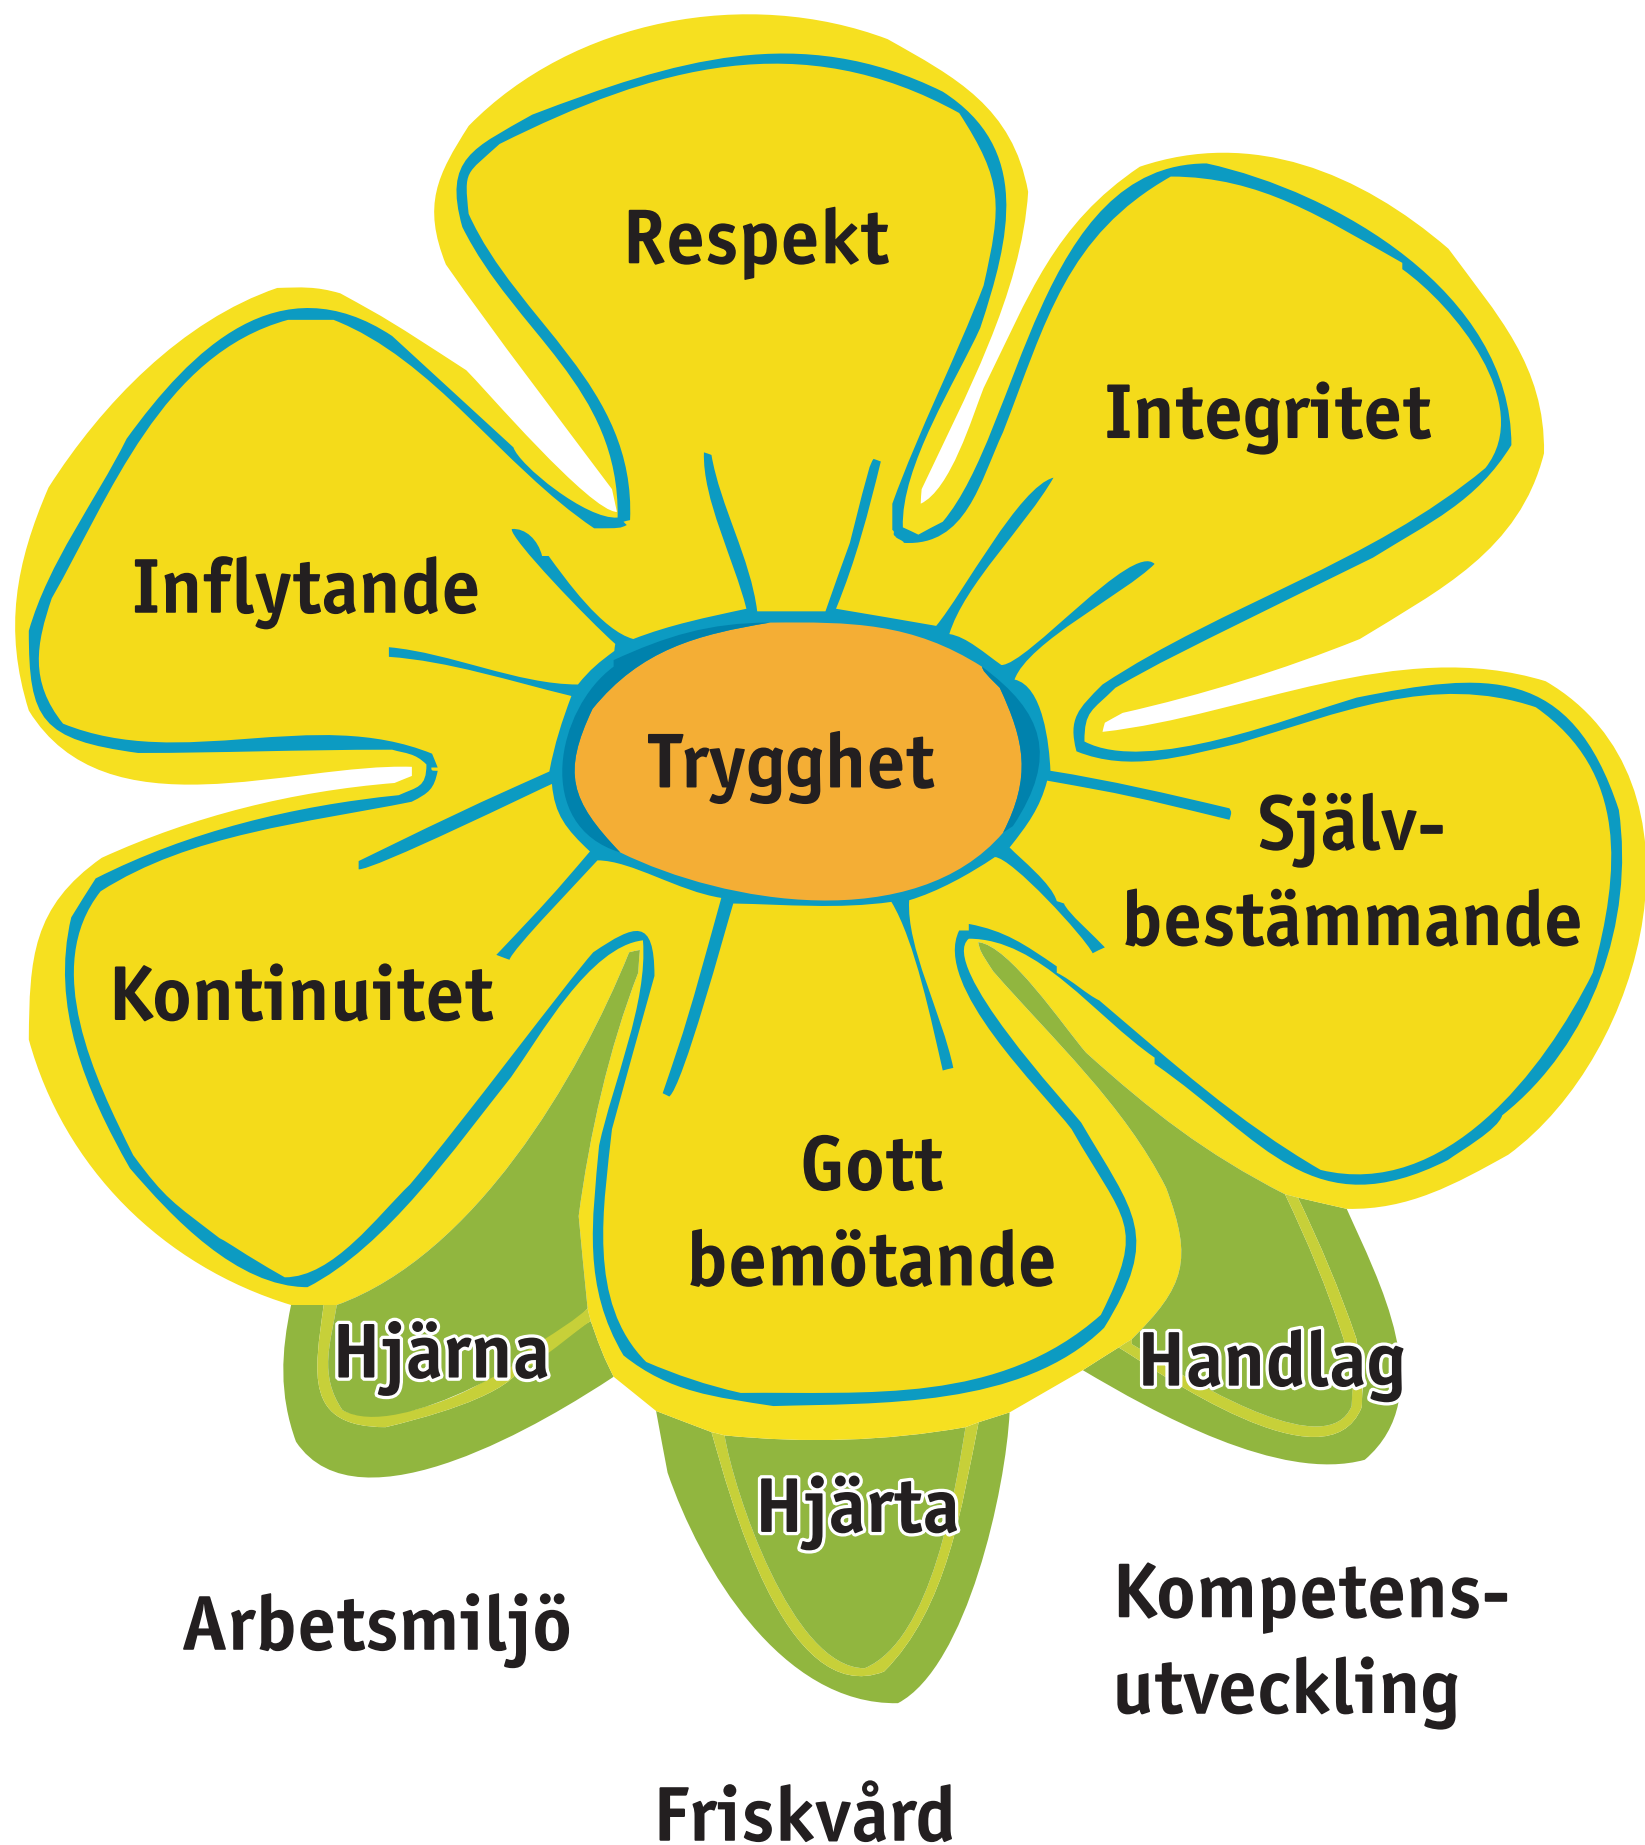 Respekt
Integritet
Inflytande
Trygghet
Själv-
bestämmande
Kontinuitet
Gott
bemötande
Hjärna
Handlag
Hjärta
Arbetsmiljö
Kompetens-
utveckling
Friskvård